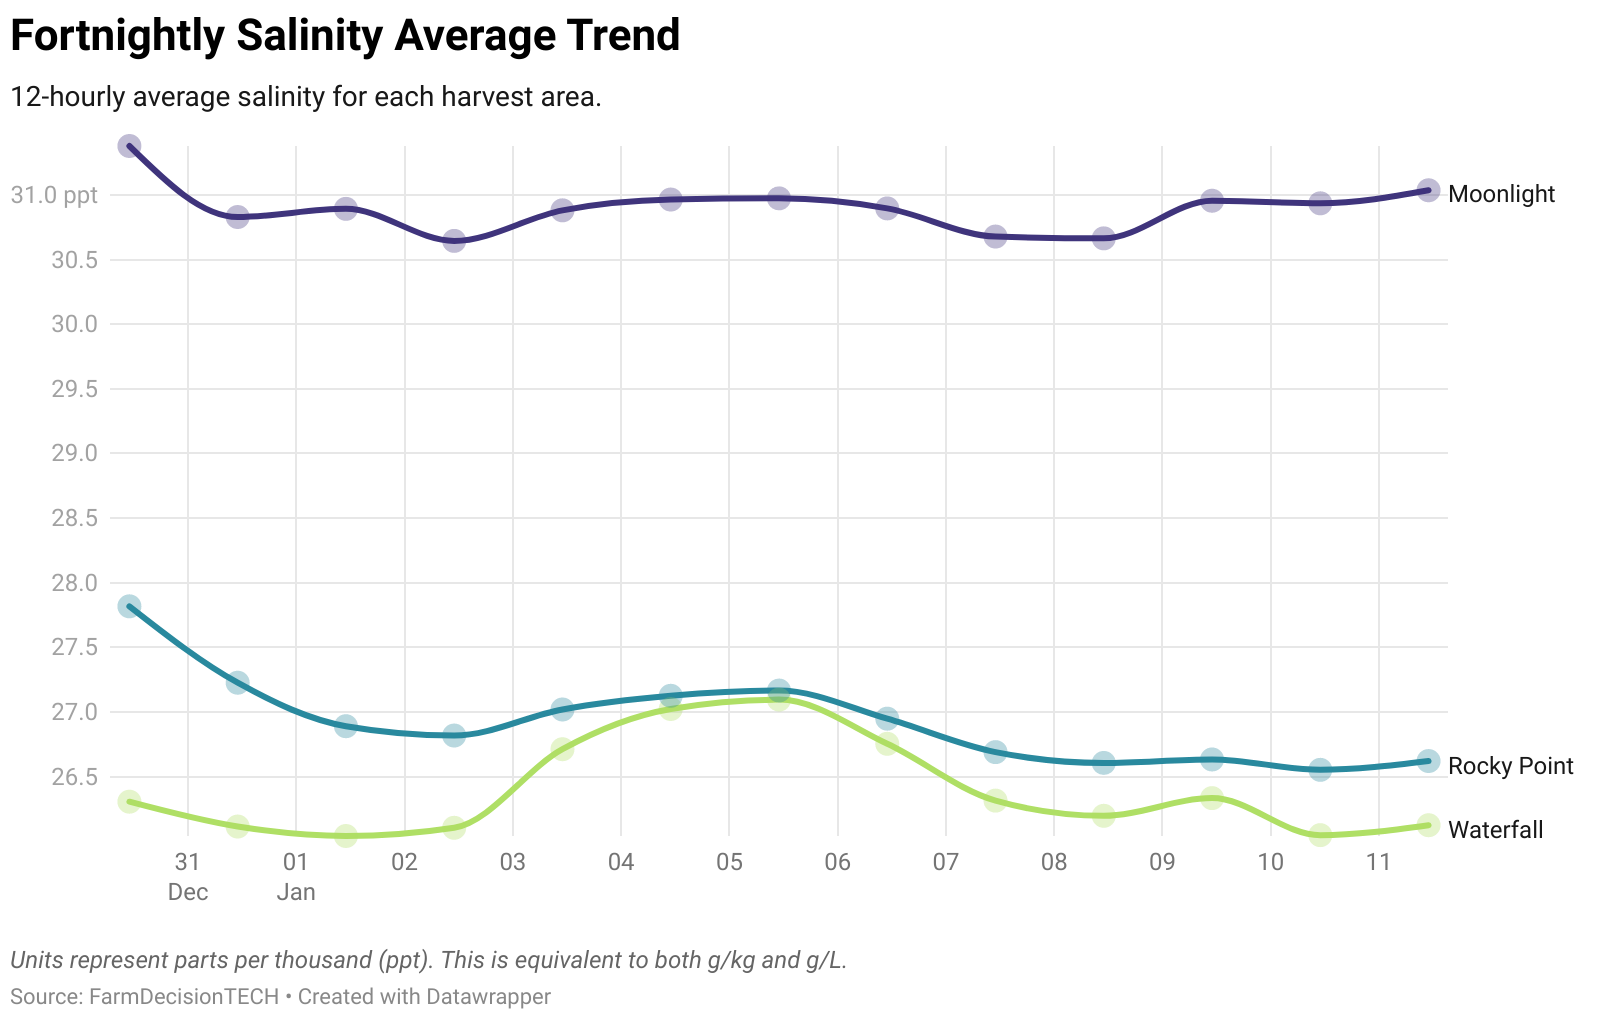 Fortnightly Salinity Average Trend
12-hourly average salinity for each harvest area.
31.0 ppt
Moonlight
30.5
30.0
29.5
29.0
28.5
28.0
27.5
27.0
26.5
Rocky Point
Waterfall
31 01 02 03 04 05 06 07 08 09 10 11
Dec Jan
Units represent parts per thousand (ppt). This is equivalent to both g/kg and g/L.
Source: FarmDecisionTECH • Created with Datawrapper